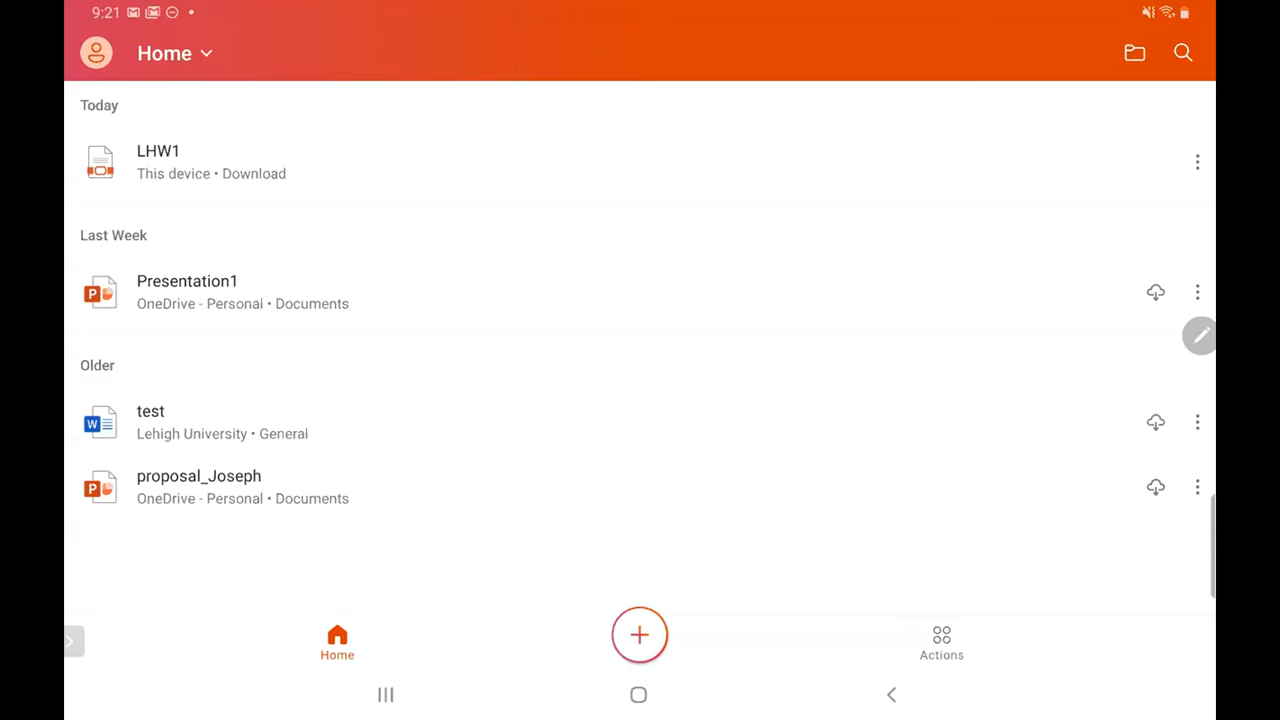 9:21
Home
Today
LHW1
This device • Download
Last Week
Presentation1
OneDrive - Personal • Documents
Older
test
Lehigh University • General
proposal_Joseph
OneDrive - Personal • Documents
Home
Actions